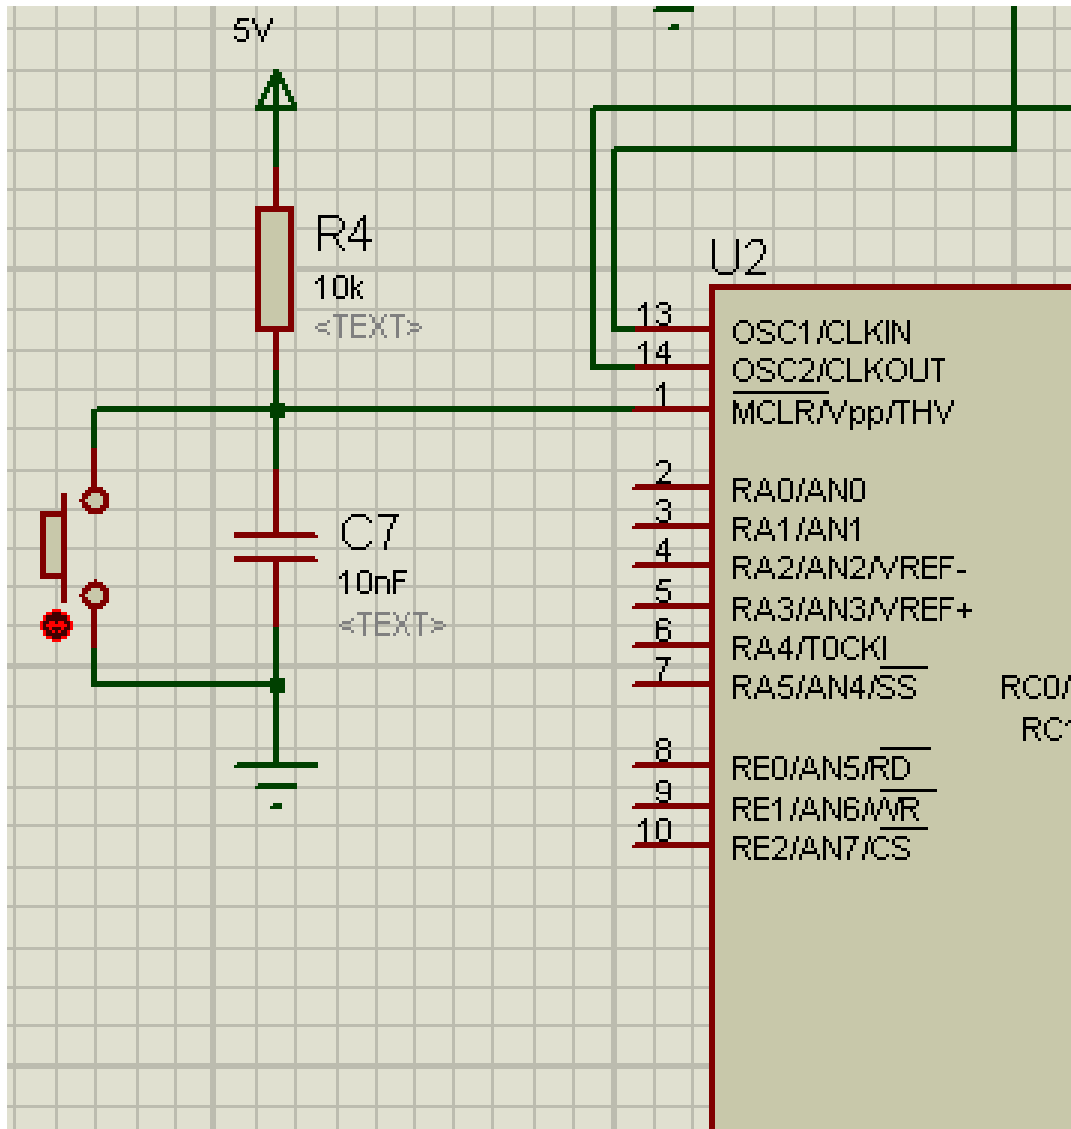 5V
R4
10k
<TEXT>
C7
10nF
<TEXT>
U2
13 OSC1/CLKIN
14 OSC2/CLKOUT
1 MCLR/Vpp/THV
2 RA0/AN0
3 RA1/AN1
4 RA2/AN2/VREF-
5 RA3/AN3/VREF+
6 RA4/T0CKI
7 RA5/AN4/SS RC0/
RC1
8 RE0/AN5/RD
9 RE1/AN6/WR
10 RE2/AN7/CS